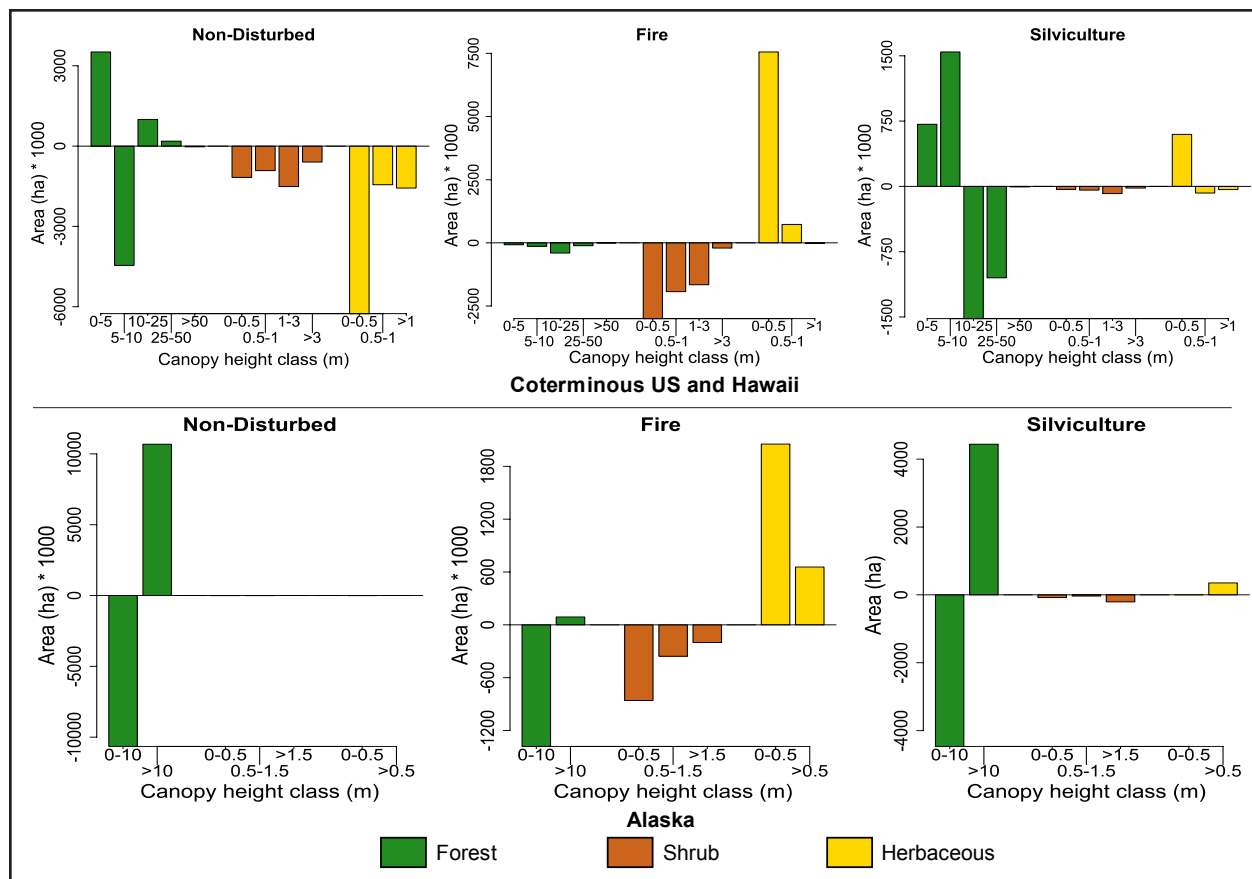 Non-Disturbed
Area (ha) * 1000
3000
0
-3000
-6000
0-5 10-25 >50 0-0.5 1-3 0-0.5 >1
5-10 25-50 0.5-1 >3 0.5-1
Canopy height class (m)
Fire
Area (ha) * 1000
7500
5000
2500
0
-2500
0-5 10-25 >50 0-0.5 1-3 0-0.5 >1
5-10 25-50 0.5-1 >3 0.5-1
Canopy height class (m)
Silviculture
Area (ha) * 1000
1500
750
0
-750
-1500
0-5 10-25 >50 0-0.5 1-3 0-0.5 >1
5-10 25-50 0.5-1 >3 0.5-1
Canopy height class (m)
Coterminous US and Hawaii
Non-Disturbed
Area (ha) * 1000
10000
5000
0
-5000
-10000
0-10 0-0.5 >1.5 0-0.5
>10 0.5-1.5 >0.5
Canopy height class (m)
Fire
Area (ha) * 1000
1800
1200
600
0
-600
-1200
0-10 0-0.5 >1.5 0-0.5
>10 0.5-1.5 >0.5
Canopy height class (m)
Silviculture
Area (ha)
4000
2000
0
-2000
-4000
0-10 0-0.5 >1.5 0-0.5
>10 0.5-1.5 >0.5
Canopy height class (m)
Alaska
Forest Shrub Herbaceous